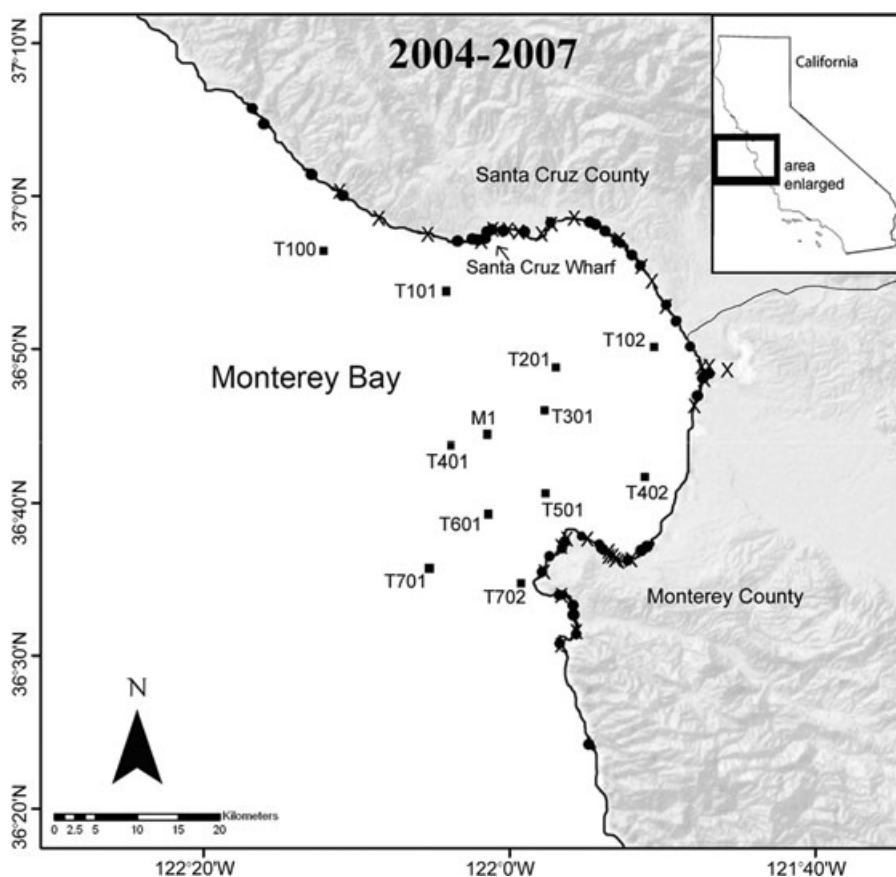 2004-2007
California
area
enlarged
Santa Cruz County
Santa Cruz Wharf
T100
T101
T102
T201
Monterey Bay
T301
M1
T401
T402
T501
T601
T701
T702
Monterey County
N
Kilometers
0 2.5 5 10 15 20
37°10'N
37°0'N
36°50'N
36°40'N
36°30'N
36°20'N
122°20'W
122°0'W
121°40'W